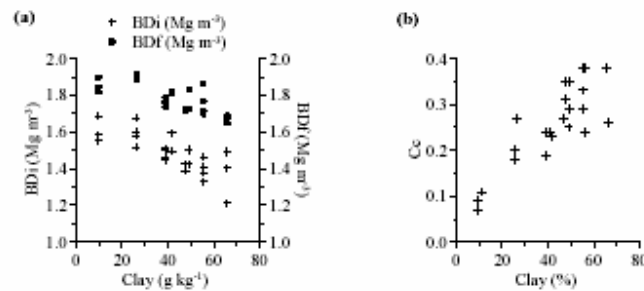 (a)
BDi (Mg m⁻³)
BDf (Mg m⁻³)
2.0
1.8
1.6
1.4
1.2
1.0
BDi (Mg m⁻³)
2.0
1.8
1.6
1.4
1.2
1.0
BDf (Mg m⁻³)
0 20 40 60 80
Clay (g kg⁻¹)
(b)
0.4
0.3
0.2
0.1
0.0
Cc
0 20 40 60 80
Clay (%)